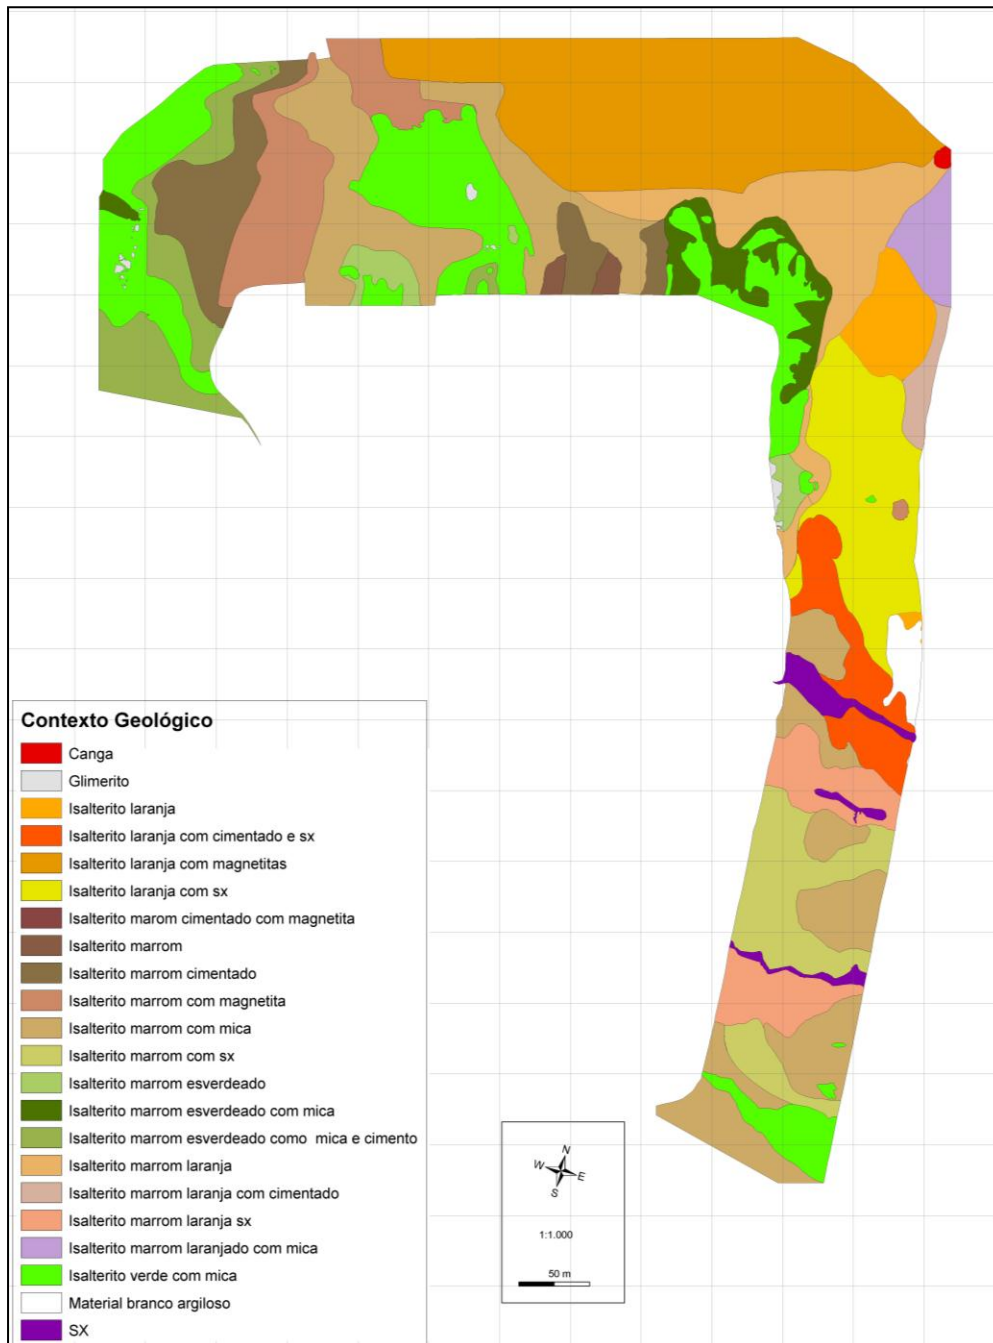 Contexto Geológico
Canga
Glimerito
Isalterito laranja
Isalterito laranja com cimentado e sx
Isalterito laranja com magnetitas
Isalterito laranja com sx
Isalterito marom cimentado com magnetita
Isalterito marrom
Isalterito marrom cimentado
Isalterito marrom com magnetita
Isalterito marrom com mica
Isalterito marrom com sx
Isalterito marrom esverdeado
Isalterito marrom esverdeado com mica
Isalterito marrom esverdeado como mica e cimento
Isalterito marrom laranja
Isalterito marrom laranja com cimentado
Isalterito marrom laranja sx
Isalterito marrom laranjado com mica
Isalterito verde com mica
Material branco argiloso
SX
N
W
E
S
1:1.000
50 m